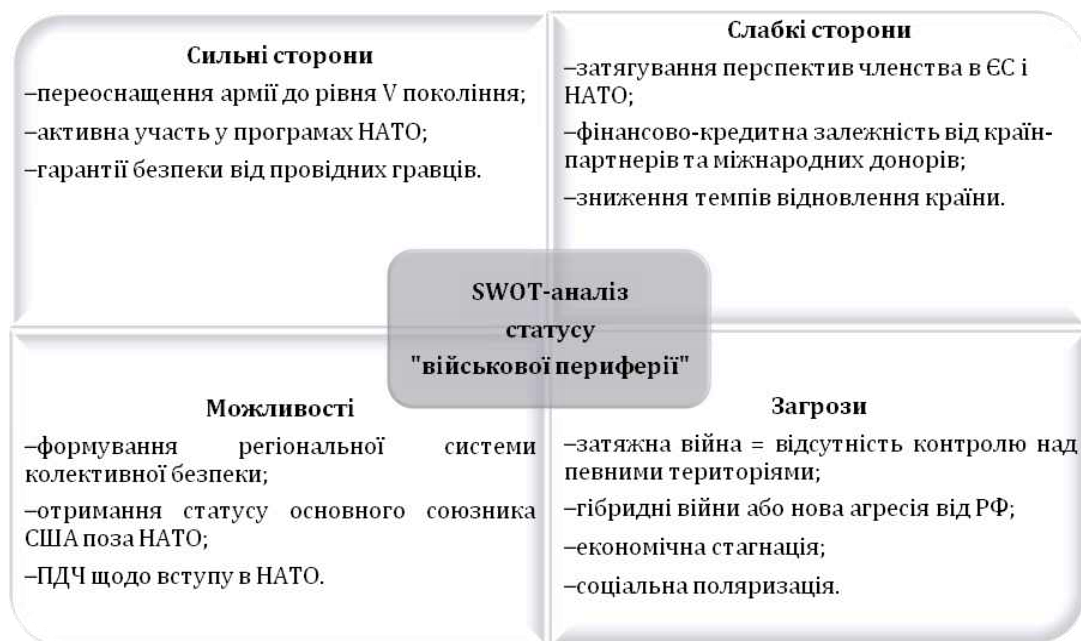 Сильні сторони
–переоснащення армії до рівня V покоління;
–активна участь у програмах НАТО;
–гарантії безпеки від провідних гравців.
Слабкі сторони
–затягування перспектив членства в ЄС і
НАТО;
–фінансово-кредитна залежність від країн-
партнерів та міжнародних донорів;
–зниження темпів відновлення країни.
SWOT-аналіз
статусу
"військової периферії"
Можливості
–формування регіональної системи
колективної безпеки;
–отримання статусу основного союзника
США поза НАТО;
–ПДЧ щодо вступу в НАТО.
Загрози
–затяжна війна = відсутність контролю над
певними територіями;
–гібридні війни або нова агресія від РФ;
–економічна стагнація;
–соціальна поляризація.